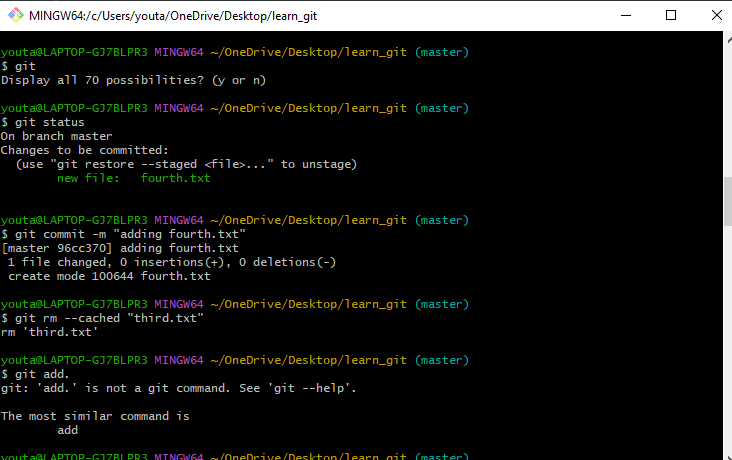 MINGW64:/c/Users/youta/OneDrive/Desktop/learn_git
youta@LAPTOP-GJ7BLPR3 MINGW64 ~/OneDrive/Desktop/learn_git (master)
$ git
Display all 70 possibilities? (y or n)
youta@LAPTOP-GJ7BLPR3 MINGW64 ~/OneDrive/Desktop/learn_git (master)
$ git status
On branch master
Changes to be committed:
  (use "git restore --staged <file>..." to unstage)
        new file:   fourth.txt
youta@LAPTOP-GJ7BLPR3 MINGW64 ~/OneDrive/Desktop/learn_git (master)
$ git commit -m "adding fourth.txt"
[master 96cc370] adding fourth.txt
 1 file changed, 0 insertions(+), 0 deletions(-)
 create mode 100644 fourth.txt
youta@LAPTOP-GJ7BLPR3 MINGW64 ~/OneDrive/Desktop/learn_git (master)
$ git rm --cached "third.txt"
rm 'third.txt'
youta@LAPTOP-GJ7BLPR3 MINGW64 ~/OneDrive/Desktop/learn_git (master)
$ git add.
git: 'add.' is not a git command. See 'git --help'.
The most similar command is
        add
youta@LAPTOP-GJ7BLPR3 MINGW64 ~/OneDrive/Desktop/learn_git (master)